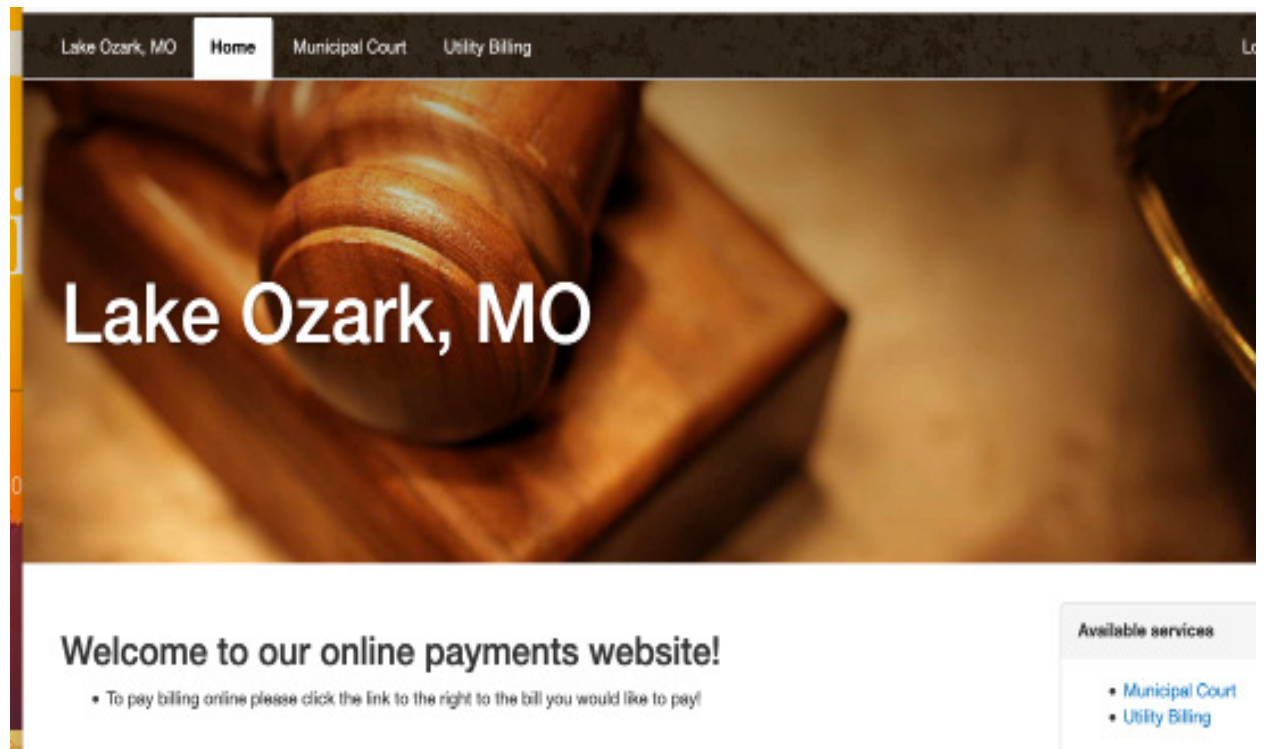 Lake Ozark, MO Home Municipal Court Utility Billing
Lake Ozark, MO
Welcome to our online payments website!
• To pay billing online please click the link to the right to the bill you would like to pay!
Available services
• Municipal Court
• Utility Billing